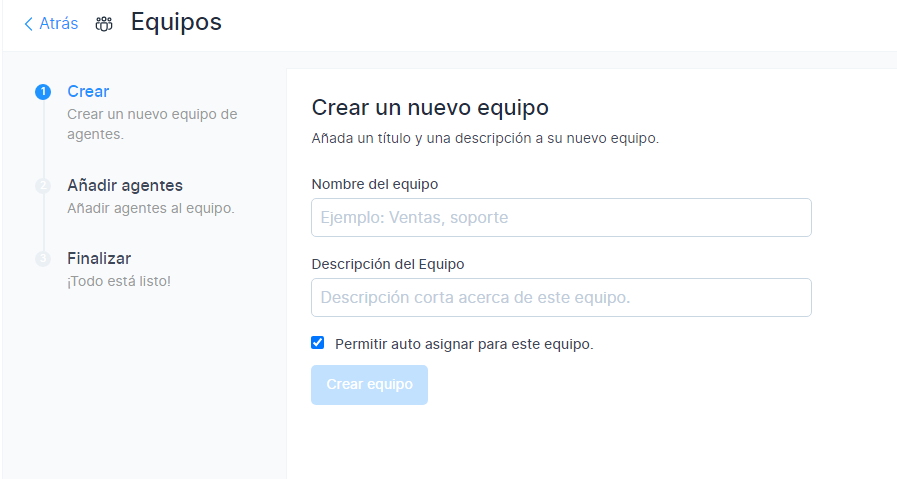 Atrás
Equipos
1
Crear
Crear un nuevo equipo de
agentes.
2
Añadir agentes
Añadir agentes al equipo.
3
Finalizar
¡Todo está listo!
Crear un nuevo equipo
Añada un título y una descripción a su nuevo equipo.
Nombre del equipo
Ejemplo: Ventas, soporte
Descripción del Equipo
Descripción corta acerca de este equipo.
Permitir auto asignar para este equipo.
Crear equipo